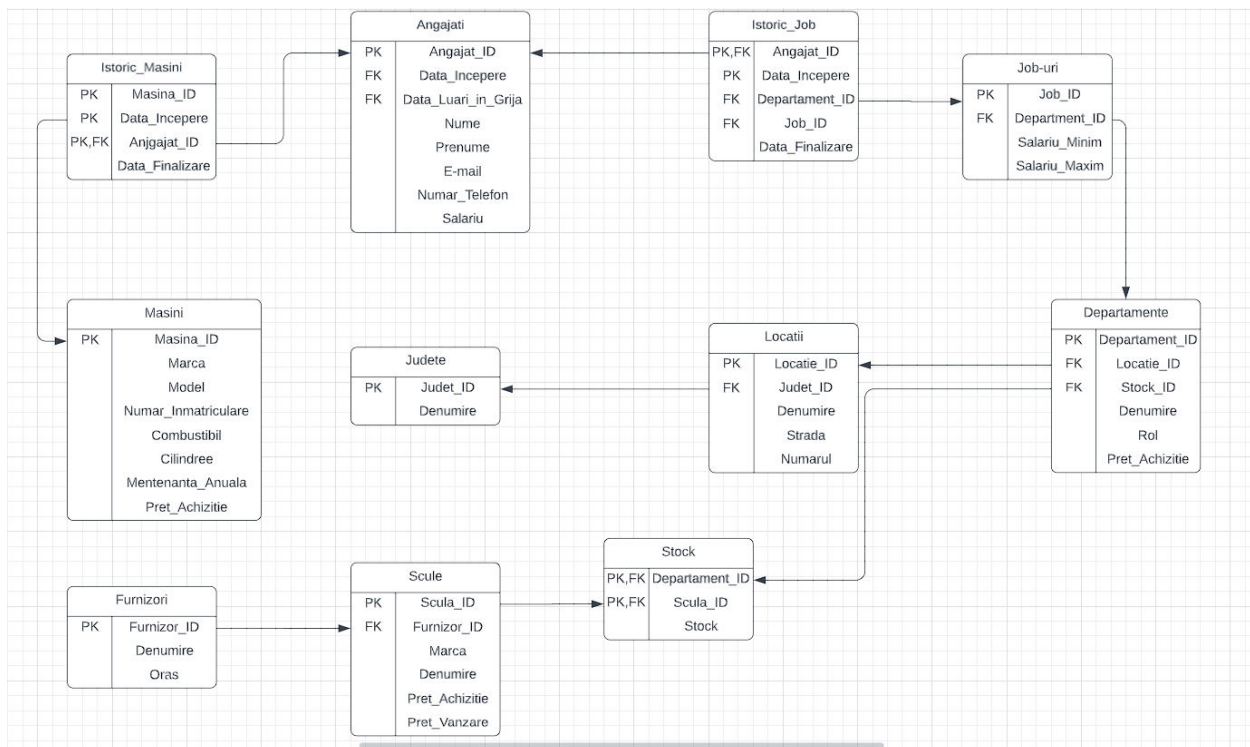 Angajati
PK Angajat_ID
FK Data_Incepere
FK Data_Luari_in_Grija
Nume
Prenume
E-mail
Numar_Telefon
Salariu
Istoric_Job
PK,FK Angajat_ID
PK Data_Incepere
FK Departament_ID
FK Job_ID
Data_Finalizare
Istoric_Masini
PK Masina_ID
PK Data_Incepere
PK,FK Anjgajat_ID
Data_Finalizare
Job-uri
PK Job_ID
FK Department_ID
Salariu_Minim
Salariu_Maxim
Masini
PK Masina_ID
Marca
Model
Numar_Inmatriculare
Combustibil
Cilindree
Mentenanta_Anuala
Pret_Achizitie
Judete
PK Judet_ID
Denumire
Locatii
PK Locatie_ID
FK Judet_ID
Denumire
Strada
Numarul
Departamente
PK Departament_ID
FK Locatie_ID
FK Stock_ID
Denumire
Rol
Pret_Achizitie
Furnizori
PK Furnizor_ID
Denumire
Oras
Scule
PK Scula_ID
FK Furnizor_ID
Marca
Denumire
Pret_Achizitie
Pret_Vanzare
Stock
PK,FK Departament_ID
PK,FK Scula_ID
Stock